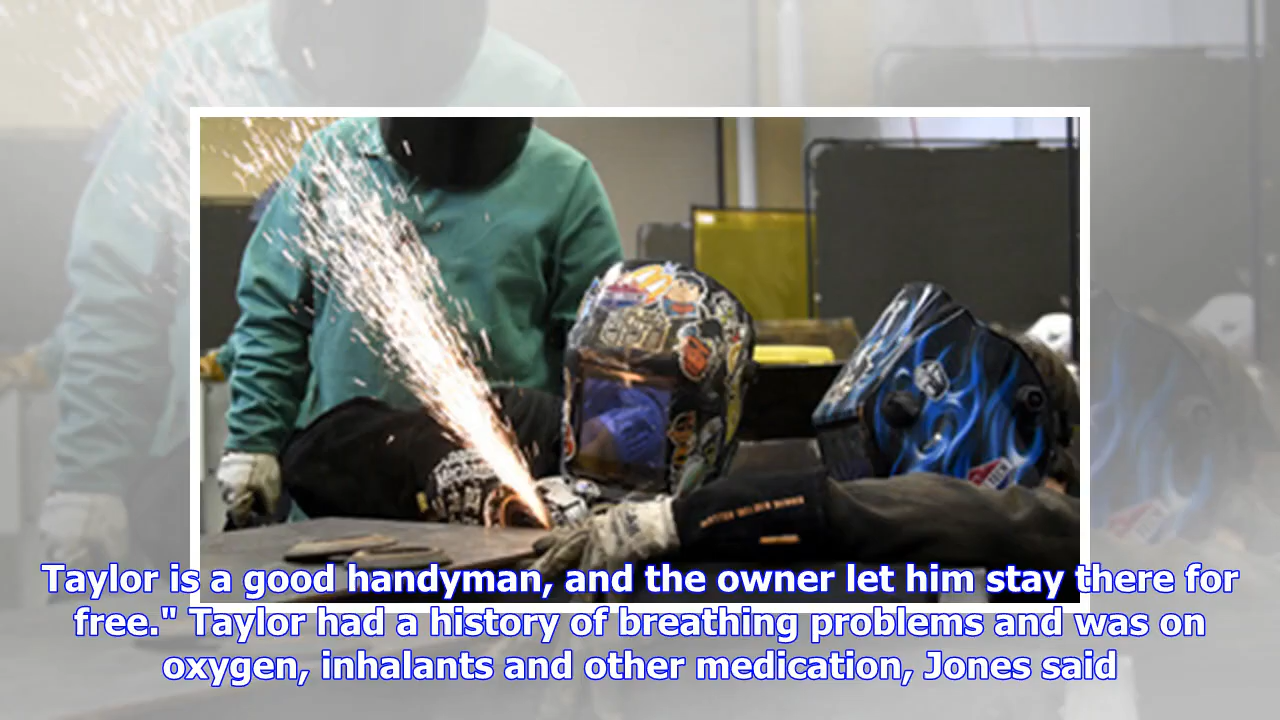 Taylor is a good handyman, and the owner let him stay there for
free." Taylor had a history of breathing problems and was on
oxygen, inhalants and other medication, Jones said